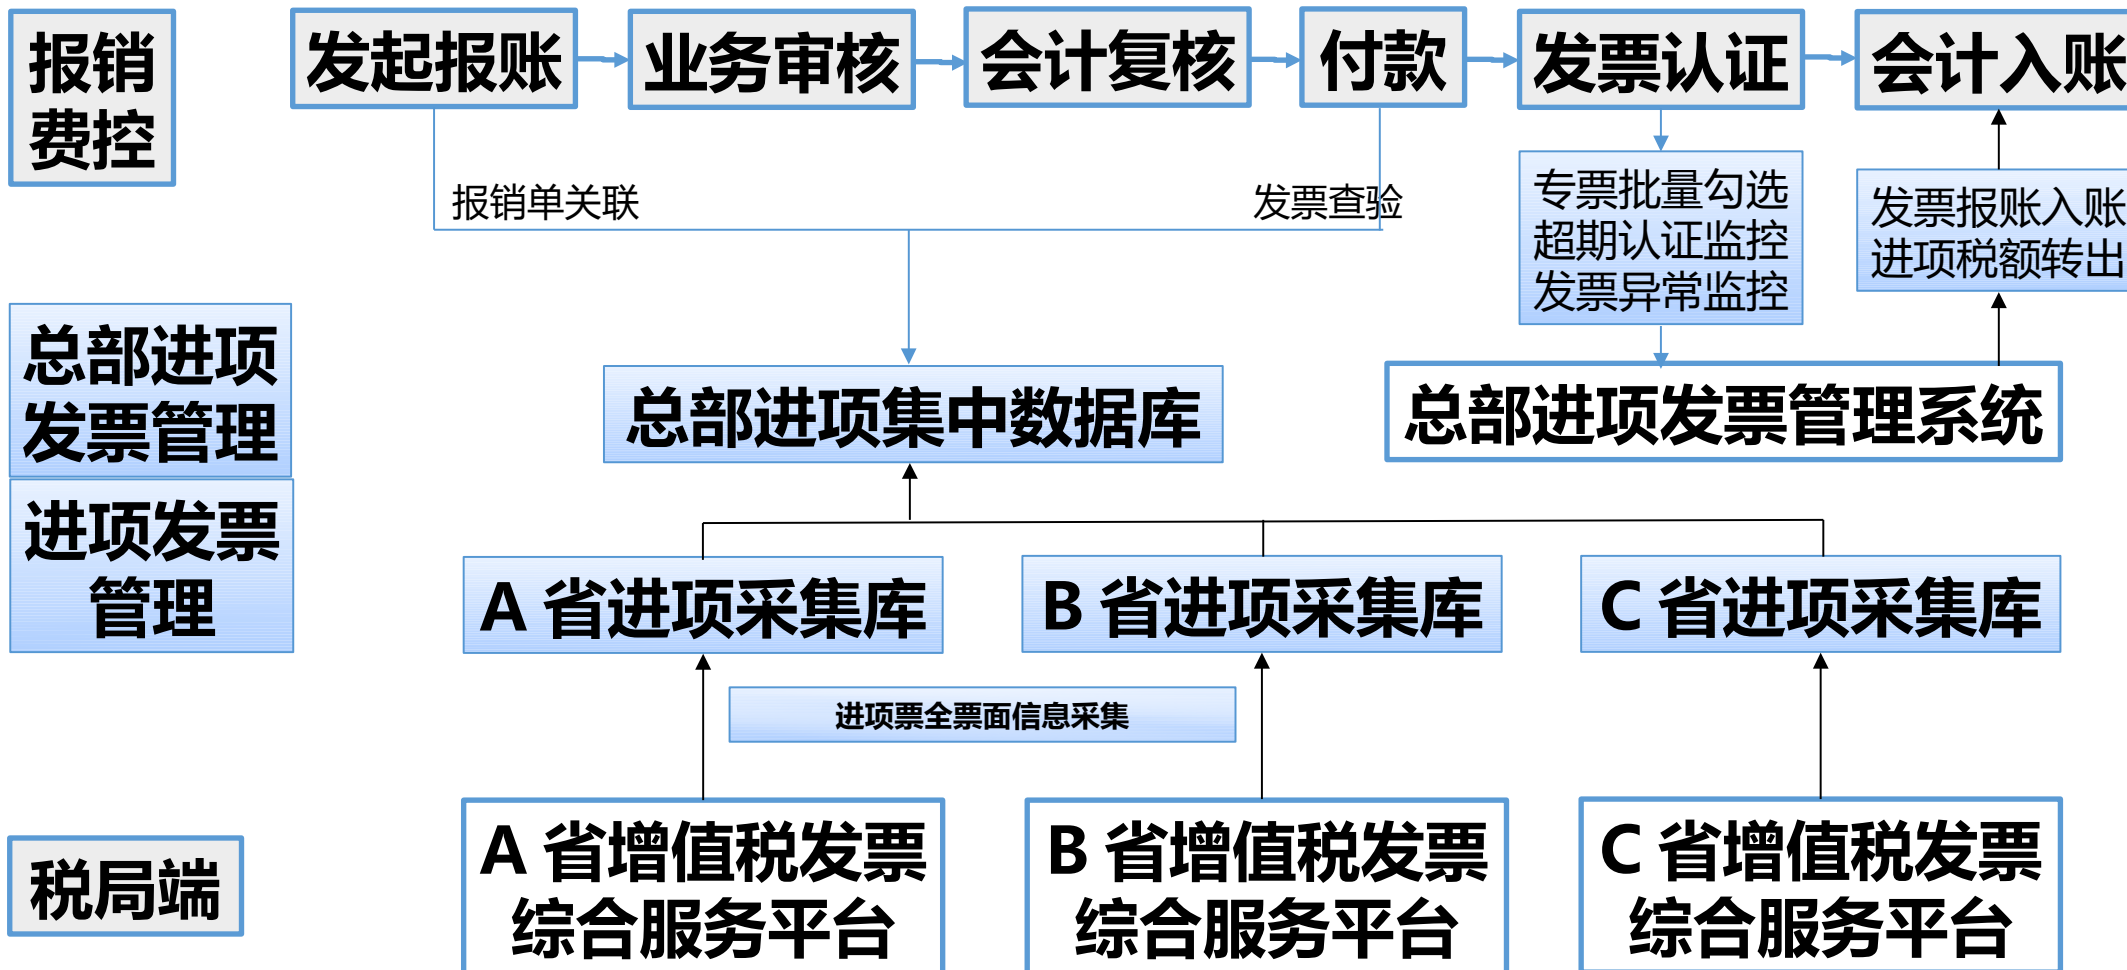 报销
费控
发起报账
业务审核
会计复核
付款
发票认证
会计入账
报销单关联
发票查验
专票批量勾选
超期认证监控
发票异常监控
发票报账入账
进项税额转出
总部进项
发票管理
总部进项集中数据库
总部进项发票管理系统
进项发票
管理
A 省进项采集库
B 省进项采集库
C 省进项采集库
进项票全票面信息采集
税局端
A 省增值税发票
综合服务平台
B 省增值税发票
综合服务平台
C 省增值税发票
综合服务平台